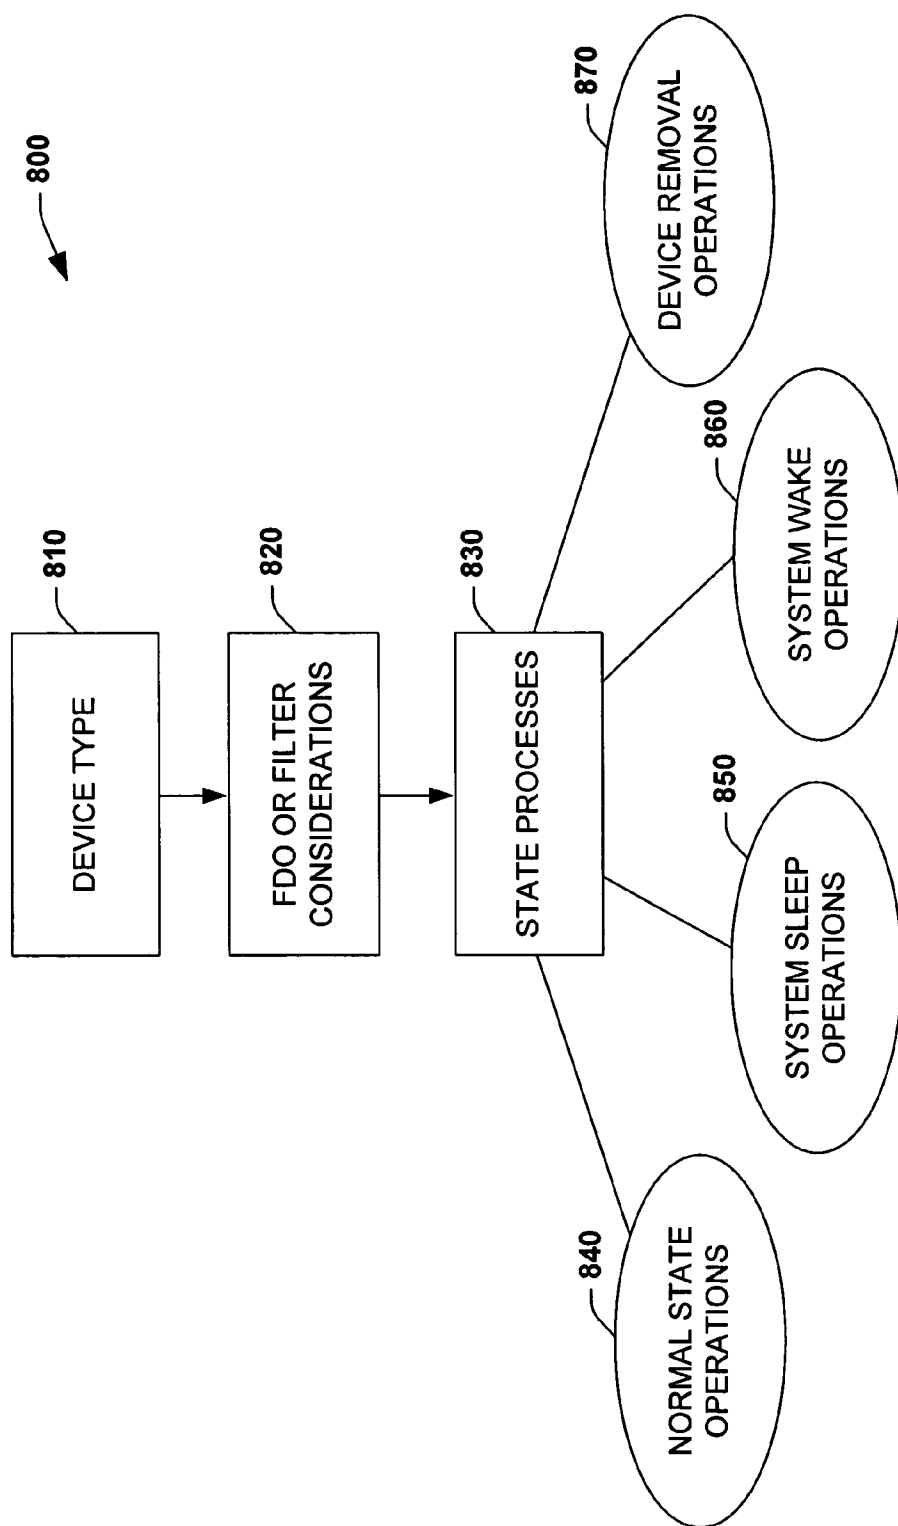 800
810
DEVICE TYPE
820
FDO OR FILTER
CONSIDERATIONS
830
STATE PROCESSES
840
NORMAL STATE
OPERATIONS
850
SYSTEM SLEEP
OPERATIONS
860
SYSTEM WAKE
OPERATIONS
870
DEVICE REMOVAL
OPERATIONS